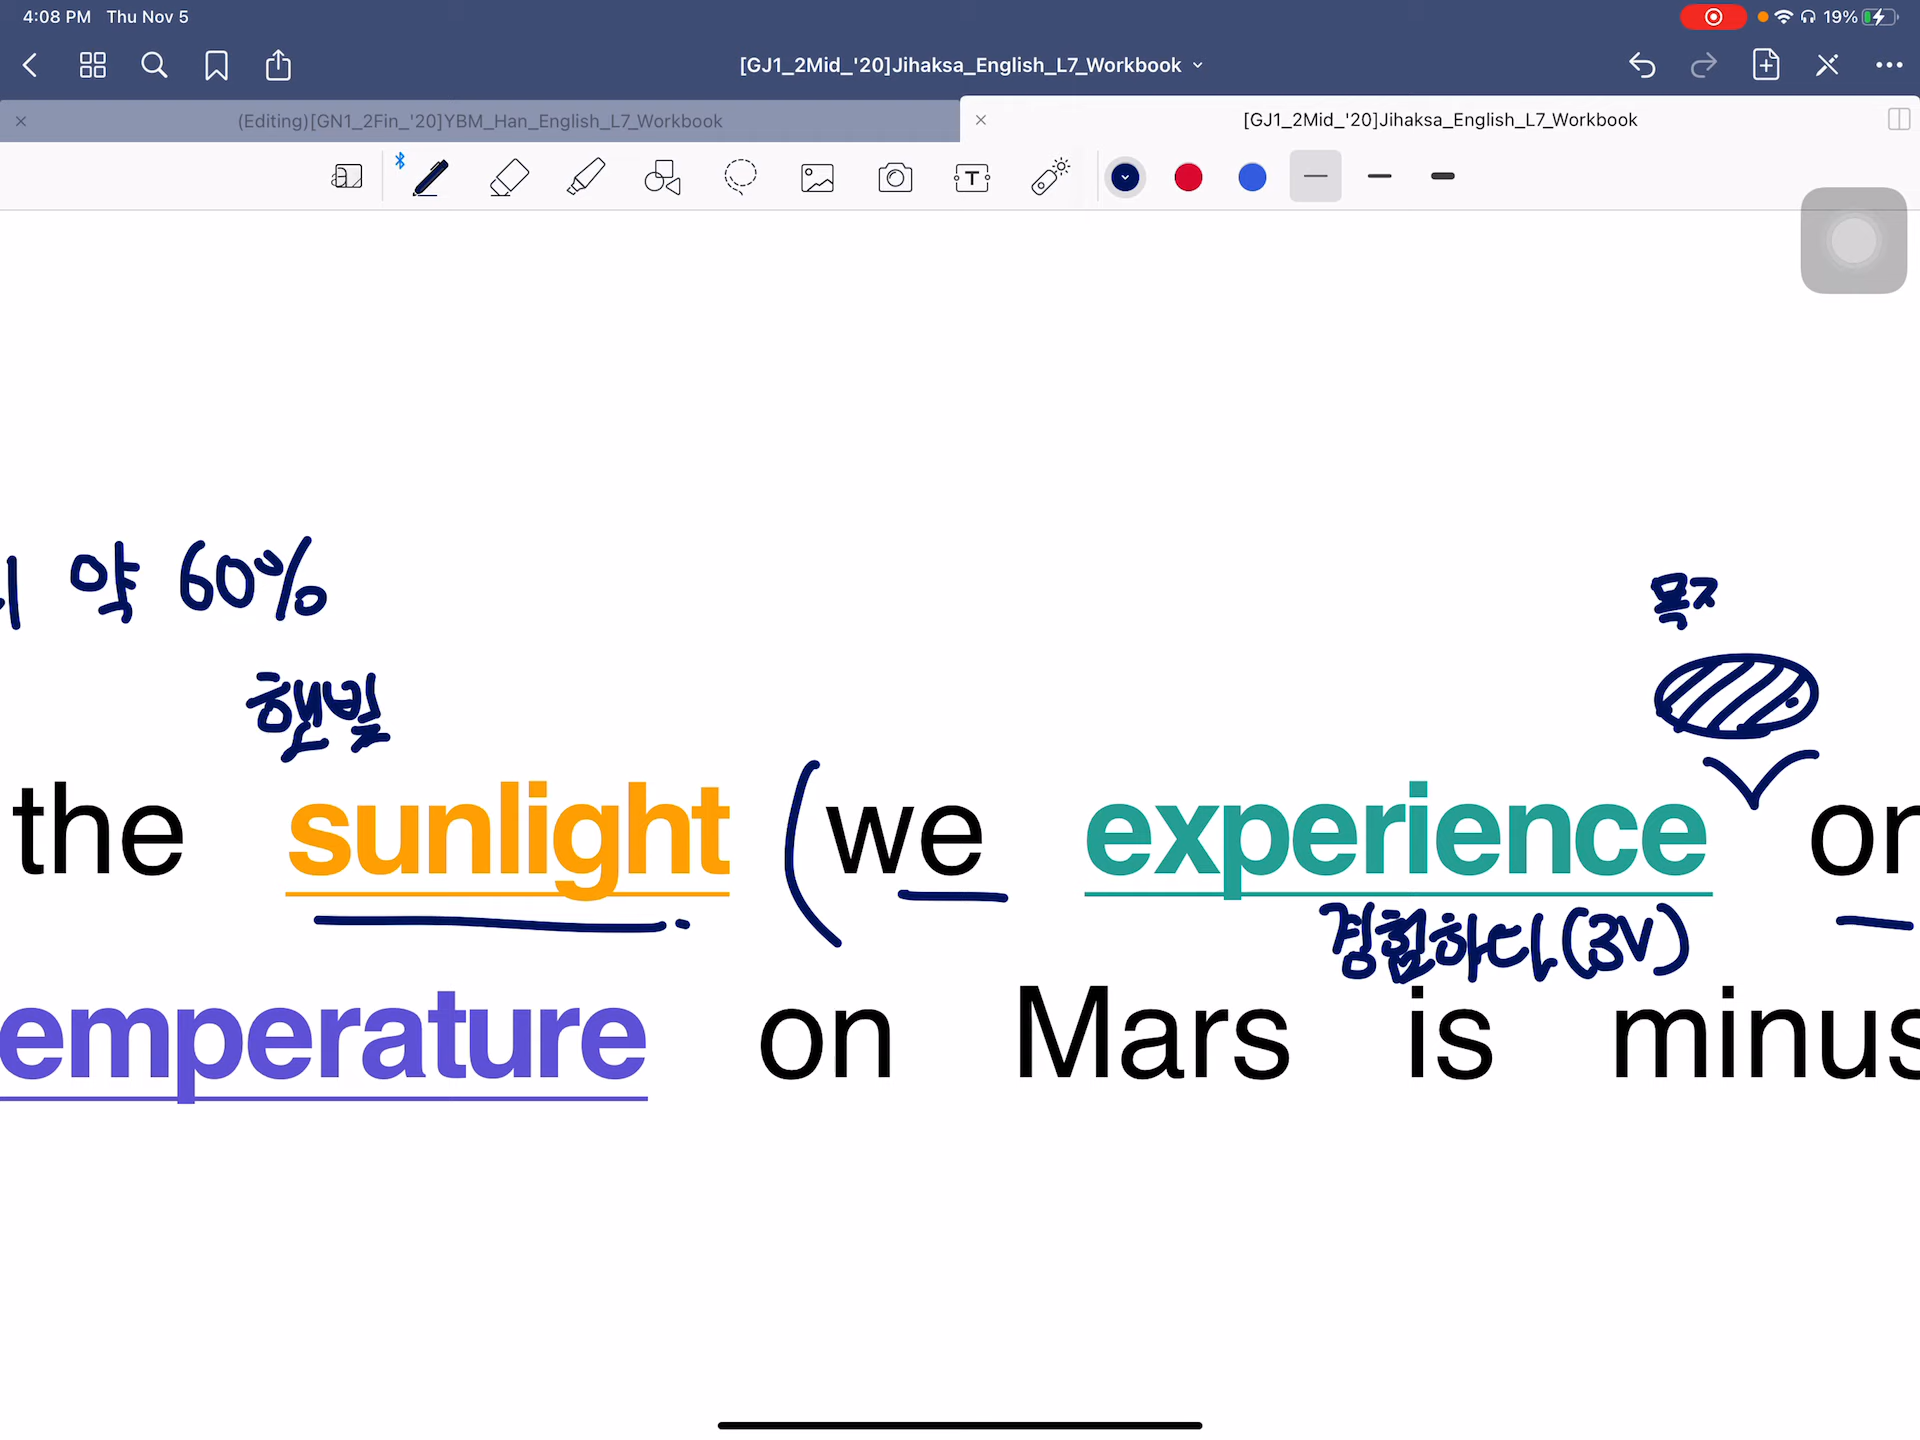 4:08 PM Thu Nov 5
19%
[GJ1_2Mid_'20]Jihaksa_English_L7_Workbook
(Editing)[GN1_2Fin_'20]YBM_Han_English_L7_Workbook
[GJ1_2Mid_'20]Jihaksa_English_L7_Workbook
약 60%
목지
햇빛
the sunlight (we experience on
경험하다 (3V)
emperature on Mars is minus